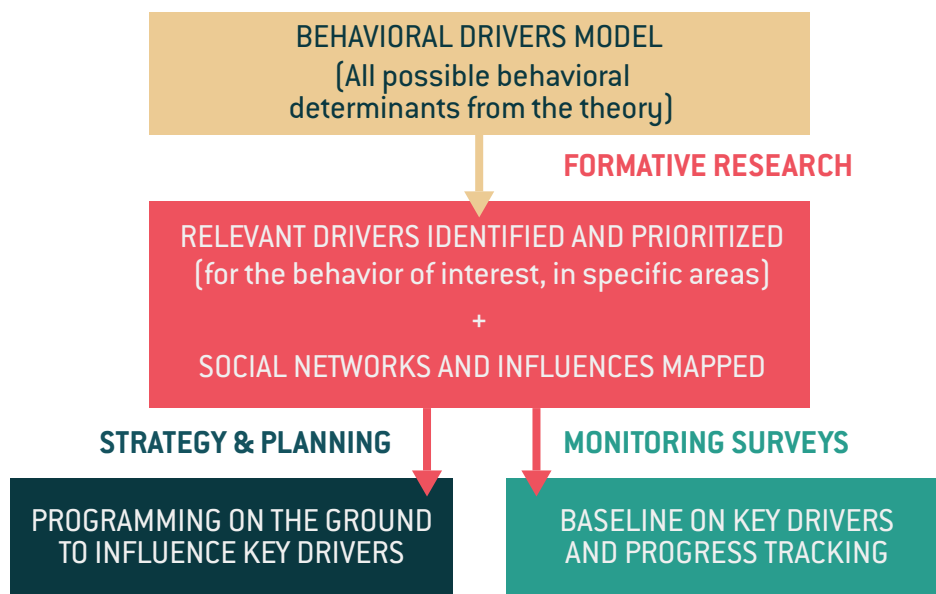 BEHAVIORAL DRIVERS MODEL
(All possible behavioral
determinants from the theory)
FORMATIVE RESEARCH
RELEVANT DRIVERS IDENTIFIED AND PRIORITIZED
(for the behavior of interest, in specific areas)
+
SOCIAL NETWORKS AND INFLUENCES MAPPED
STRATEGY & PLANNING
MONITORING SURVEYS
PROGRAMMING ON THE GROUND
TO INFLUENCE KEY DRIVERS
BASELINE ON KEY DRIVERS
AND PROGRESS TRACKING